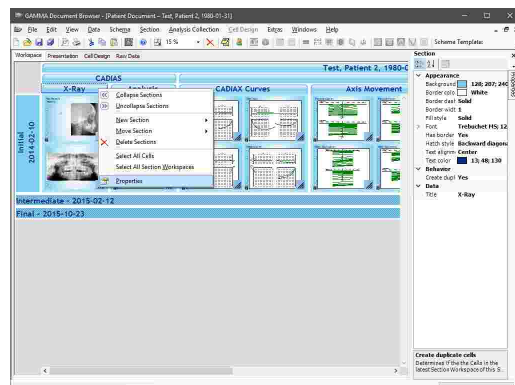 GAMMA Document Browser - [Patient Document - Test, Patient 2, 1980-01-31]
File Edit View Data Schema Section Analysis Collection Cell Design Extras Windows Help
15 % Scheme Template:
Workspace Presentation Cell Design Raw Data
Test, Patient 2, 1980-0
CADIAS
X-Ray Analysis CADIAX Curves Axis Movement
Initial
2014-02-10
Collapse Sections
Uncollapse Sections
New Section
Move Section
Delete Sections
Select All Cells
Select All Section Workspaces
Properties
Intermediate - 2015-02-12
Final - 2015-10-23
Section
Properties
Appearance
Background 128; 207; 240
Border colo White
Border dasl Solid
Border widt 1
Fill style Solid
Font Trebuchet MS; 12
Has border Yes
Hatch style Backward diagona
Text alignm Center
Text color 13; 48; 130
Behavior
Create dupl Yes
Data
Title X-Ray
Create duplicate cells
Determines if the the Cells in the
latest Section Workspace of this S...